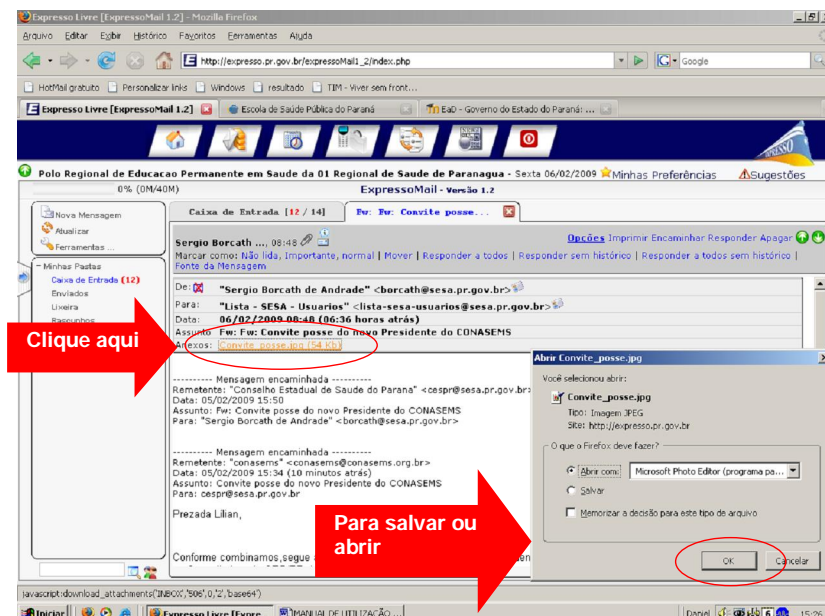 Expresso Livre [ExpressoMail 1.2] - Mozilla Firefox
Arquivo Editar Exibir Histórico Favoritos Ferramentas Ajuda
http://expresso.pr.gov.br/expressoMail1_2/index.php
Google
HotMail gratuito Personalizar links Windows resultado TIM - Viver sem front...
Expresso Livre [ExpressoMail 1.2] Escola de Saúde Pública do Paraná EaD - Governo do Estado do Paraná: ...
Polo Regional de Educacao Permanente em Saude da 01 Regional de Saude de Paranagua - Sexta 06/02/2009 Minhas Preferências Sugestões
0% (0M/40M) ExpressoMail - Versão 1.2
Nova Mensagem
Atualizar
Ferramentas ...
Minhas Pastas
Caixa de Entrada (12)
Enviados
Lixeira
Rascunhos
Caixa de Entrada [12 / 14] Fw: Fw: Convite posse...
Sergio Borcath ..., 08:48
Opções Imprimir Encaminhar Responder Apagar
Marcar como: Não lida, Importante, normal | Mover | Responder a todos | Responder sem histórico | Responder a todos sem histórico |
Fonte da Mensagem
De: "Sergio Borcath de Andrade" <borcath@sesa.pr.gov.br>
Para: "Lista - SESA - Usuarios" <lista-sesa-usuarios@sesa.pr.gov.br>
Data: 06/02/2009 08:48 (06:36 horas atrás)
Assunto Fw: Fw: Convite posse do novo Presidente do CONASEMS
Anexos: Convite_posse.jpg (54 Kb)
Clique aqui
---------- Mensagem encaminhada ----------
Remetente: "Conselho Estadual de Saude do Parana" <cespr@sesa.pr.gov.br>
Data: 05/02/2009 15:50
Assunto: Fw: Convite posse do novo Presidente do CONASEMS
Para: "Sergio Borcath de Andrade" <borcath@sesa.pr.gov.br>
---------- Mensagem encaminhada ----------
Remetente: "conasems" <conasems@conasems.org.br>
Data: 05/02/2009 15:34 (10 minutos atrás)
Assunto: Convite posse do novo Presidente do CONASEMS
Para: cespr@sesa.pr.gov.br
Prezada Lilian,
Conforme combinamos,segue
Para salvar ou
abrir
Abrir Convite_posse.jpg
Você selecionou abrir:
Convite_posse.jpg
Tipo: Imagem JPEG
Site: http://expresso.pr.gov.br
O que o Firefox deve fazer?
Abrir com: Microsoft Photo Editor (programa pa...
Salvar
Memorizar a decisão para este tipo de arquivo
OK Cancelar
javascript:download_attachments('INBOX','506',0,'2','base64')
Iniciar Expresso Livre [Expre... MANUAL DE UTILIZAÇÃO ... Daniel 15:26